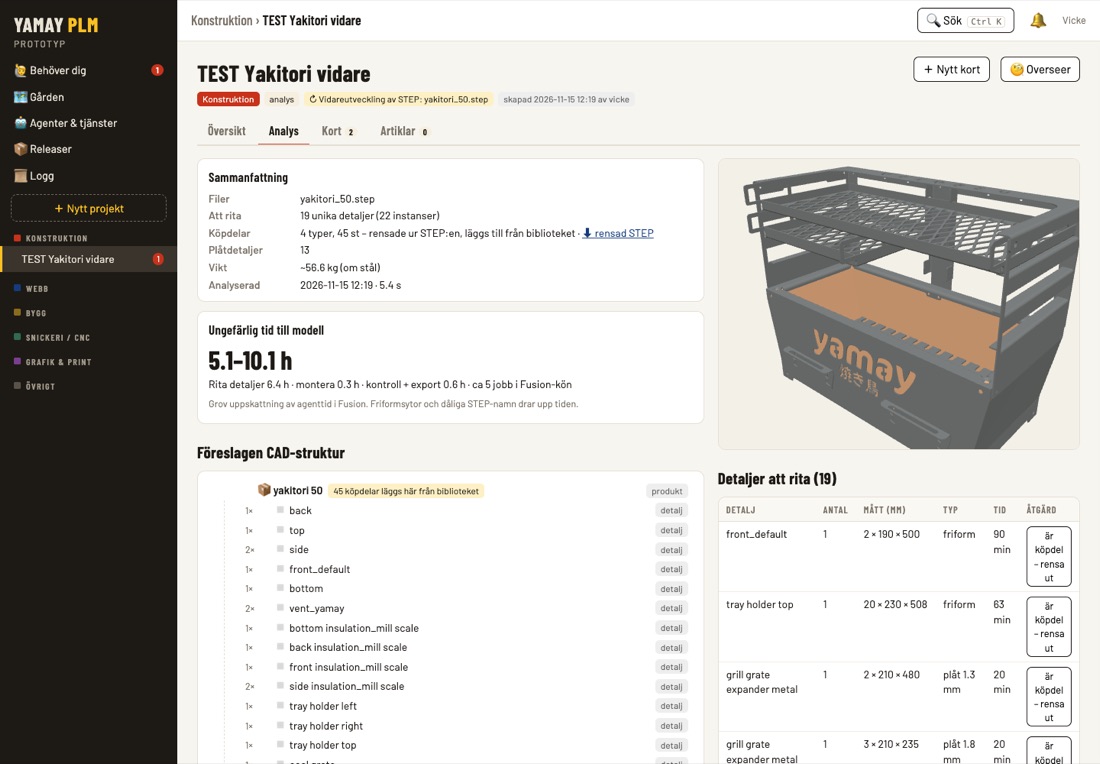 YAMAY PLM
PROTOTYP
Behöver dig 1
Gården
Agenter & tjänster
Releaser
Logg
+ Nytt projekt
KONSTRUKTION
TEST Yakitori vidare 1
WEBB
BYGG
SNICKERI / CNC
GRAFIK & PRINT
ÖVRIGT
Konstruktion › TEST Yakitori vidare
Sök Ctrl K
Vicke
TEST Yakitori vidare
+ Nytt kort
Overseer
Konstruktion analys ↻ Vidareutveckling av STEP: yakitori_50.step skapad 2026-11-15 12:19 av vicke
Översikt Analys Kort 2 Artiklar 0
Sammanfattning
Filer yakitori_50.step
Att rita 19 unika detaljer (22 instanser)
Köpdelar 4 typer, 45 st – rensade ur STEP:en, läggs till från biblioteket · ⬇ rensad STEP
Plåtdetaljer 13
Vikt ~56.6 kg (om stål)
Analyserad 2026-11-15 12:19 · 5.4 s
Ungefärlig tid till modell
5.1–10.1 h
Rita detaljer 6.4 h · montera 0.3 h · kontroll + export 0.6 h · ca 5 jobb i Fusion-kön
Grov uppskattning av agenttid i Fusion. Friformsytor och dåliga STEP-namn drar upp tiden.
Föreslagen CAD-struktur
yakitori 50 45 köpdelar läggs här från biblioteket produkt
1× back detalj
1× top detalj
2× side detalj
1× front_default detalj
1× bottom detalj
2× vent_yamay detalj
1× bottom insulation_mill scale detalj
1× back insulation_mill scale detalj
1× front insulation_mill scale detalj
2× side insulation_mill scale detalj
1× tray holder left detalj
1× tray holder right detalj
1× tray holder top detalj
yamay
焼き鳥
Detaljer att rita (19)
DETALJ ANTAL MÅTT (MM) TYP TID ÅTGÄRD
front_default 1 2 × 190 × 500 friform 90 min är köpdel – rensa ut
tray holder top 1 20 × 230 × 508 friform 63 min är köpdel – rensa ut
grill grate expander metal 1 2 × 210 × 480 plåt 1.3 mm 20 min är köpdel – rensa ut
grill grate expander metal 1 3 × 210 × 235 plåt 1.8 mm 20 min är köpdel